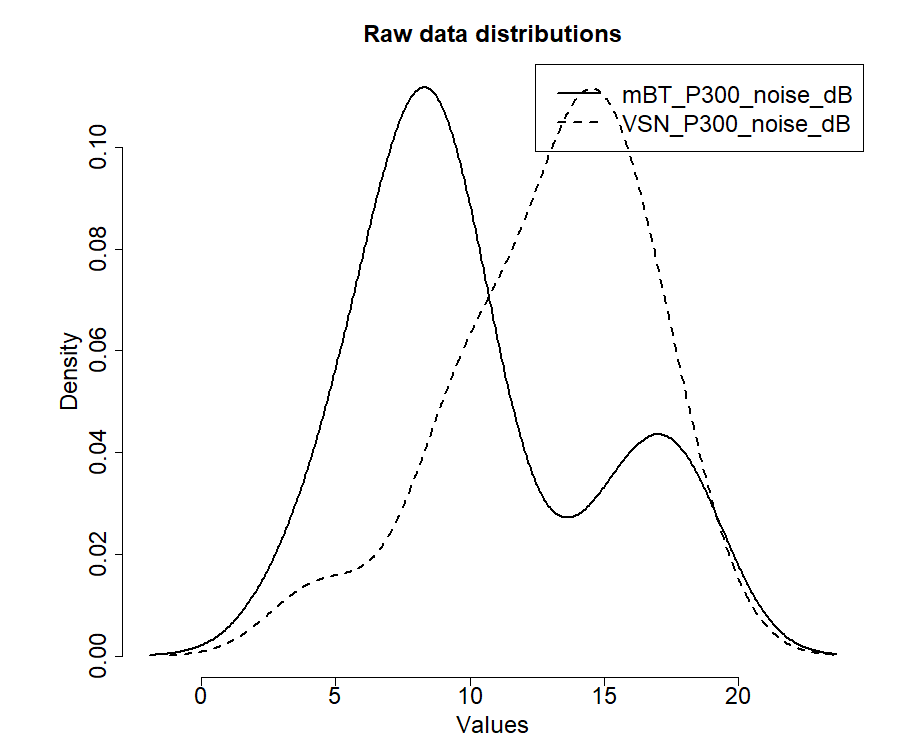 Raw data distributions
mBT_P300_noise_dB
VSN_P300_noise_dB
Density
0.10
0.08
0.06
0.04
0.02
0.00
0 5 10 15 20
Values